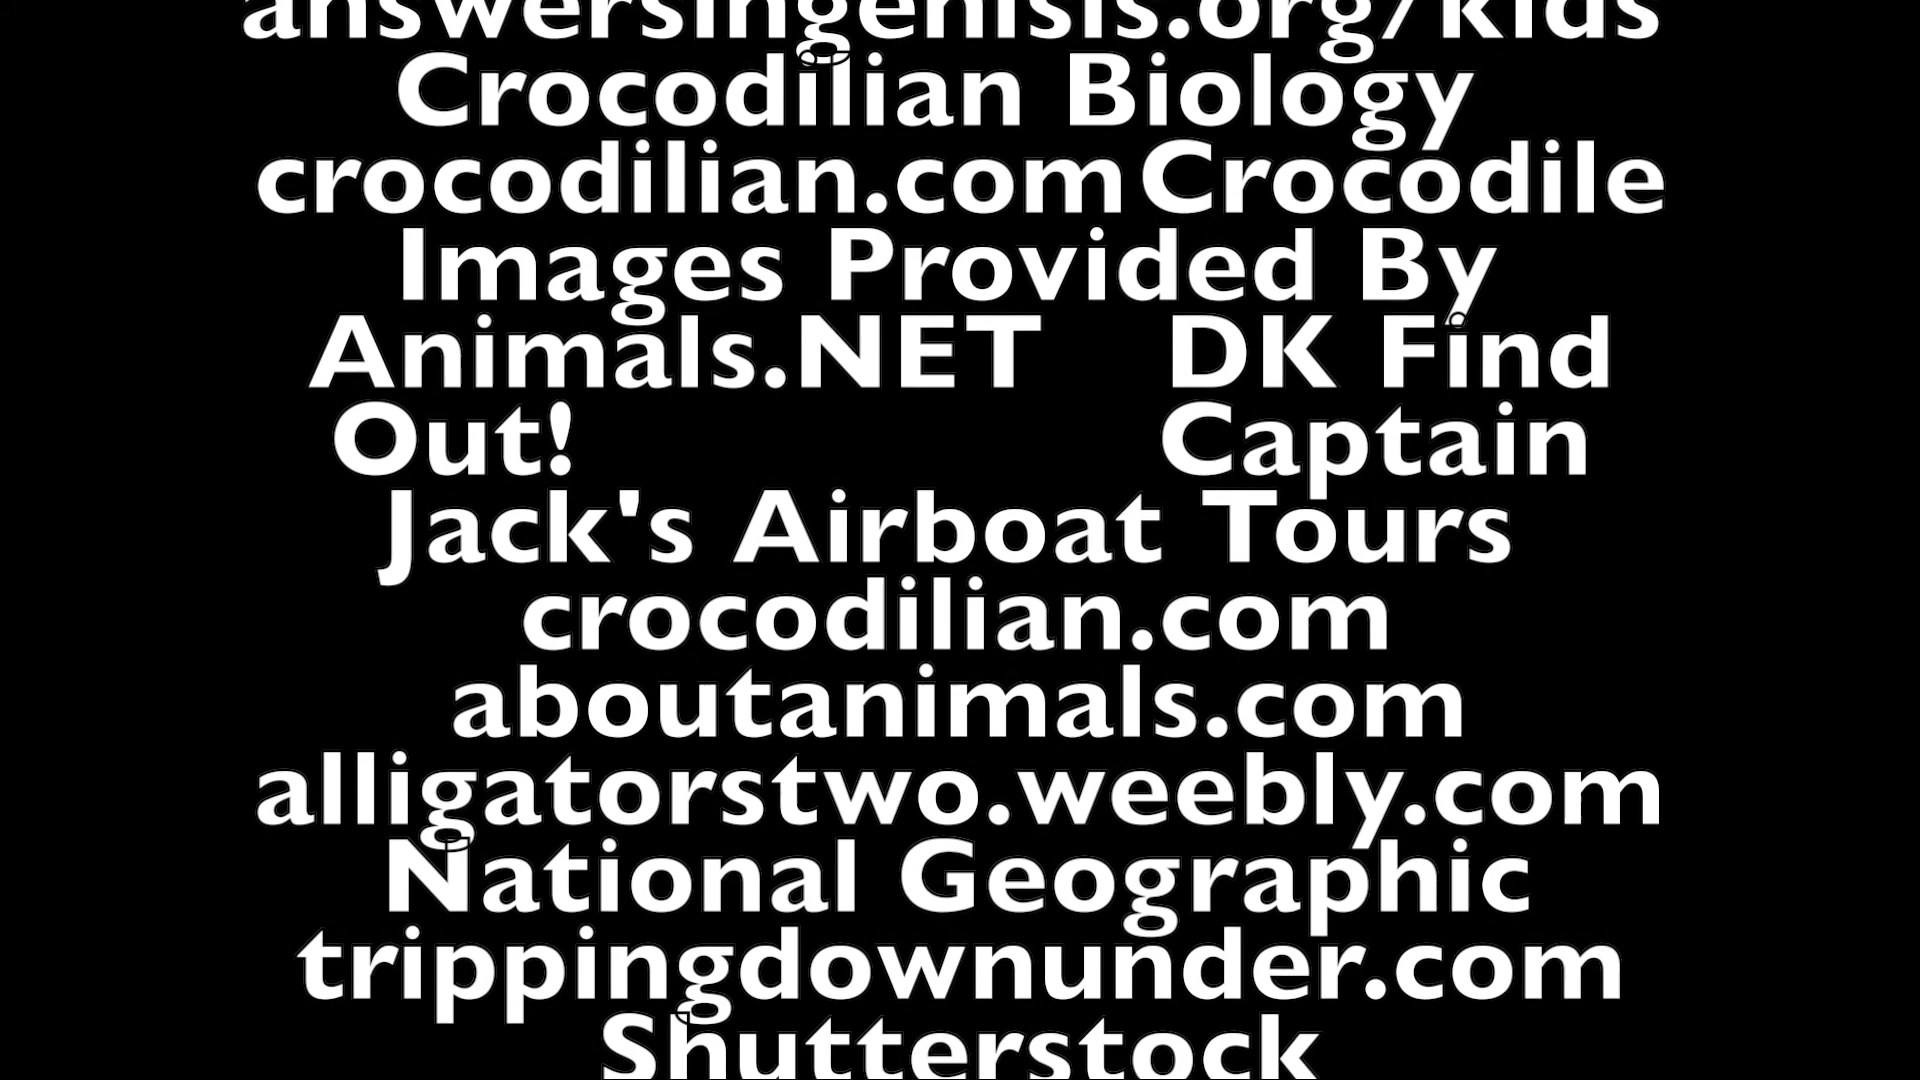 answersingenisis.org/kids
Crocodilian Biology
crocodilian.com Crocodile
Images Provided By
Animals.NET DK Find
Out! Captain
Jack's Airboat Tours
crocodilian.com
aboutanimals.com
alligatorstwo.weebly.com
National Geographic
trippingdownunder.com
Shutterstock